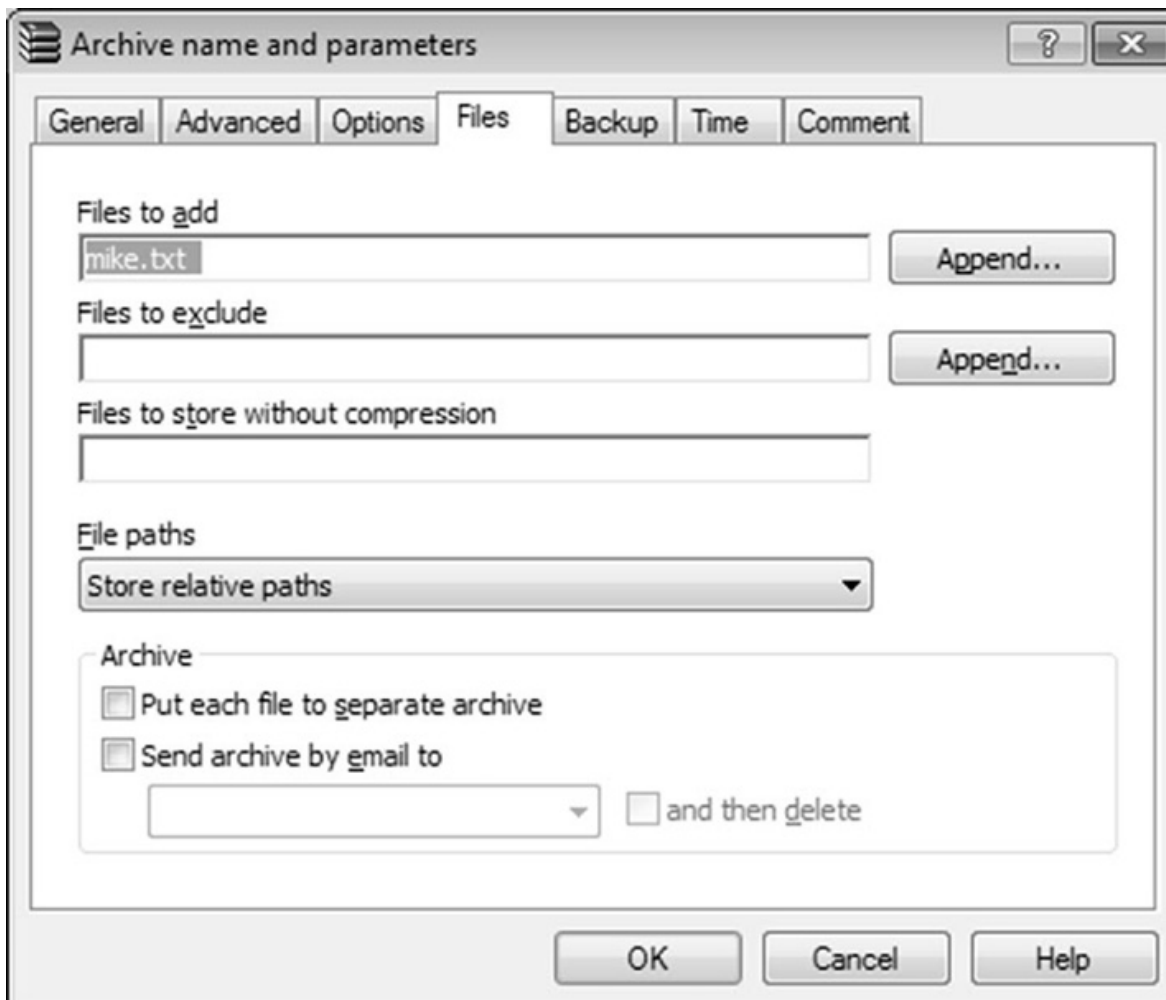 Archive name and parameters
General Advanced Options Files Backup Time Comment
Files to add
mike.txt Append...
Files to exclude
Append...
Files to store without compression
File paths
Store relative paths
Archive
Put each file to separate archive
Send archive by email to
and then delete
OK Cancel Help